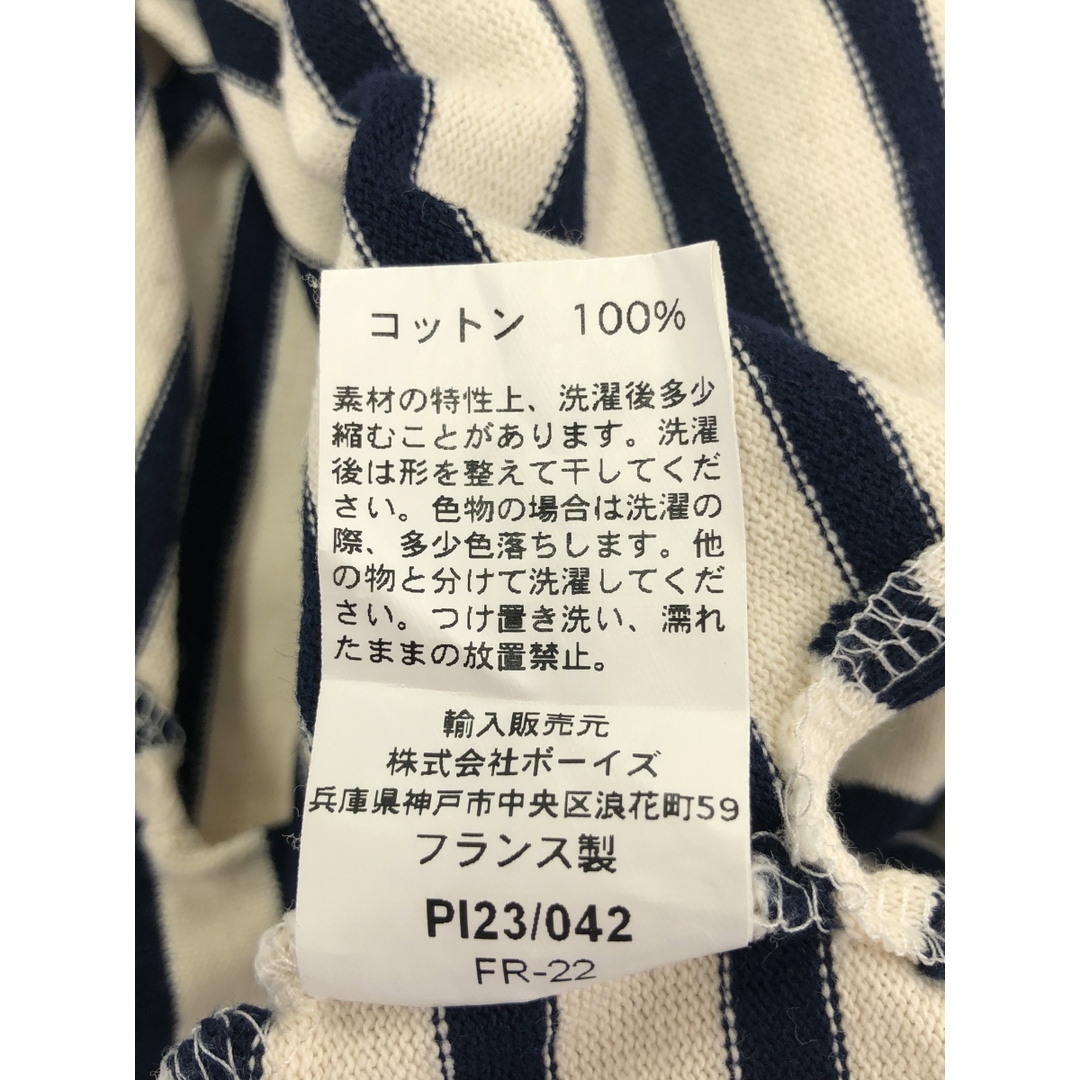 コットン 100%
素材の特性上、洗濯後多少
縮むことがあります。洗濯
後は形を整えて干してくだ
さい。色物の場合は洗濯の
際、多少色落ちします。他
の物と分けて洗濯してくだ
さい。つけ置き洗い、濡れ
たままの放置禁止。
輸入販売元
株式会社ボーイズ
兵庫県神戸市中央区浪花町59
フランス製
PI23/042
FR-22